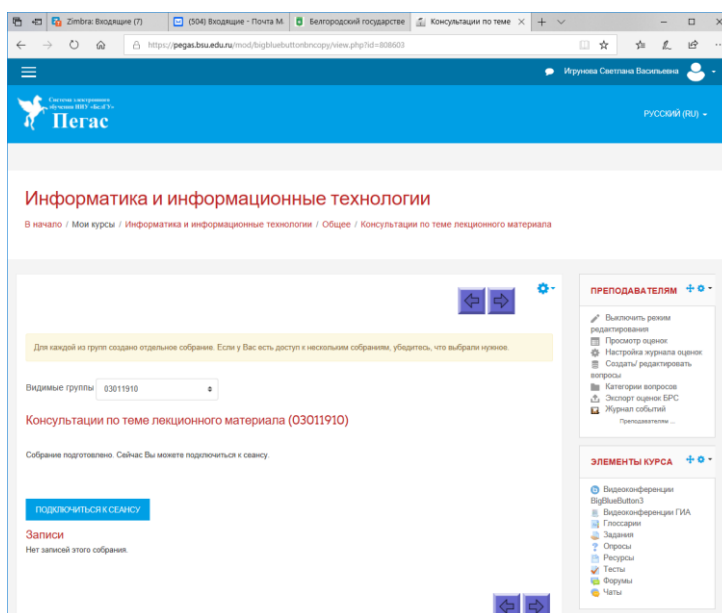 Zimbra: Входящие (7)
(504) Входящие - Почта М
Белгородский государстве
Консультации по теме
https://pegas.bsu.edu.ru/mod/bigbluebuttonbncopy/view.php?id=808603
Игрунова Светлана Васильевна
Система электронного
обучения НИУ «БелГУ»
Пегас
РУССКИЙ (RU)
Информатика и информационные технологии
В начало / Мои курсы / Информатика и информационные технологии / Общее / Консультации по теме лекционного материала
Для каждой из групп создано отдельное собрание. Если у Вас есть доступ к нескольким собраниям, убедитесь, что выбрали нужное.
Видимые группы 03011910
Консультации по теме лекционного материала (03011910)
Собрание подготовлено. Сейчас Вы можете подключиться к сеансу.
ПОДКЛЮЧИТЬСЯ К СЕАНСУ
Записи
Нет записей этого собрания.
ПРЕПОДАВАТЕЛЯМ
Выключить режим
редактирования
Просмотр оценок
Настройка журнала оценок
Создать/ редактировать
вопросы
Категории вопросов
Экспорт оценок БРС
Журнал событий
Преподавателям ...
ЭЛЕМЕНТЫ КУРСА
Видеоконференции
BigBlueButton3
Видеоконференции ГИА
Глоссарии
Задания
Опросы
Ресурсы
Тесты
Форумы
Чаты